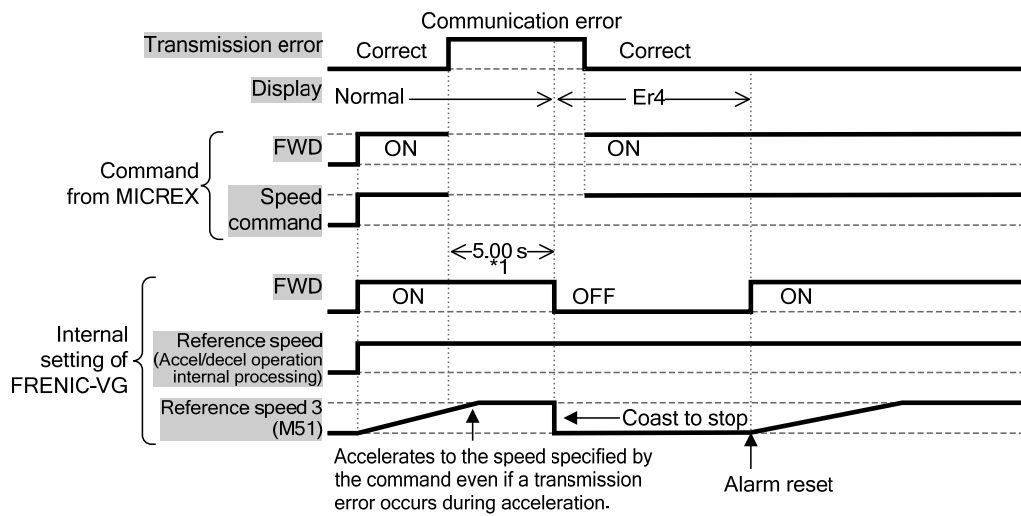 Communication error
Transmission error
Correct
Correct
Display
Normal
Er4
Command
from MICREX
FWD
ON
ON
Speed
command
5.00 s
*1
Internal
setting of
FRENIC-VG
FWD
ON
OFF
ON
Reference speed
(Accel/decel operation
internal processing)
Reference speed 3
(M51)
Coast to stop
Accelerates to the speed specified by
the command even if a transmission
error occurs during acceleration.
Alarm reset